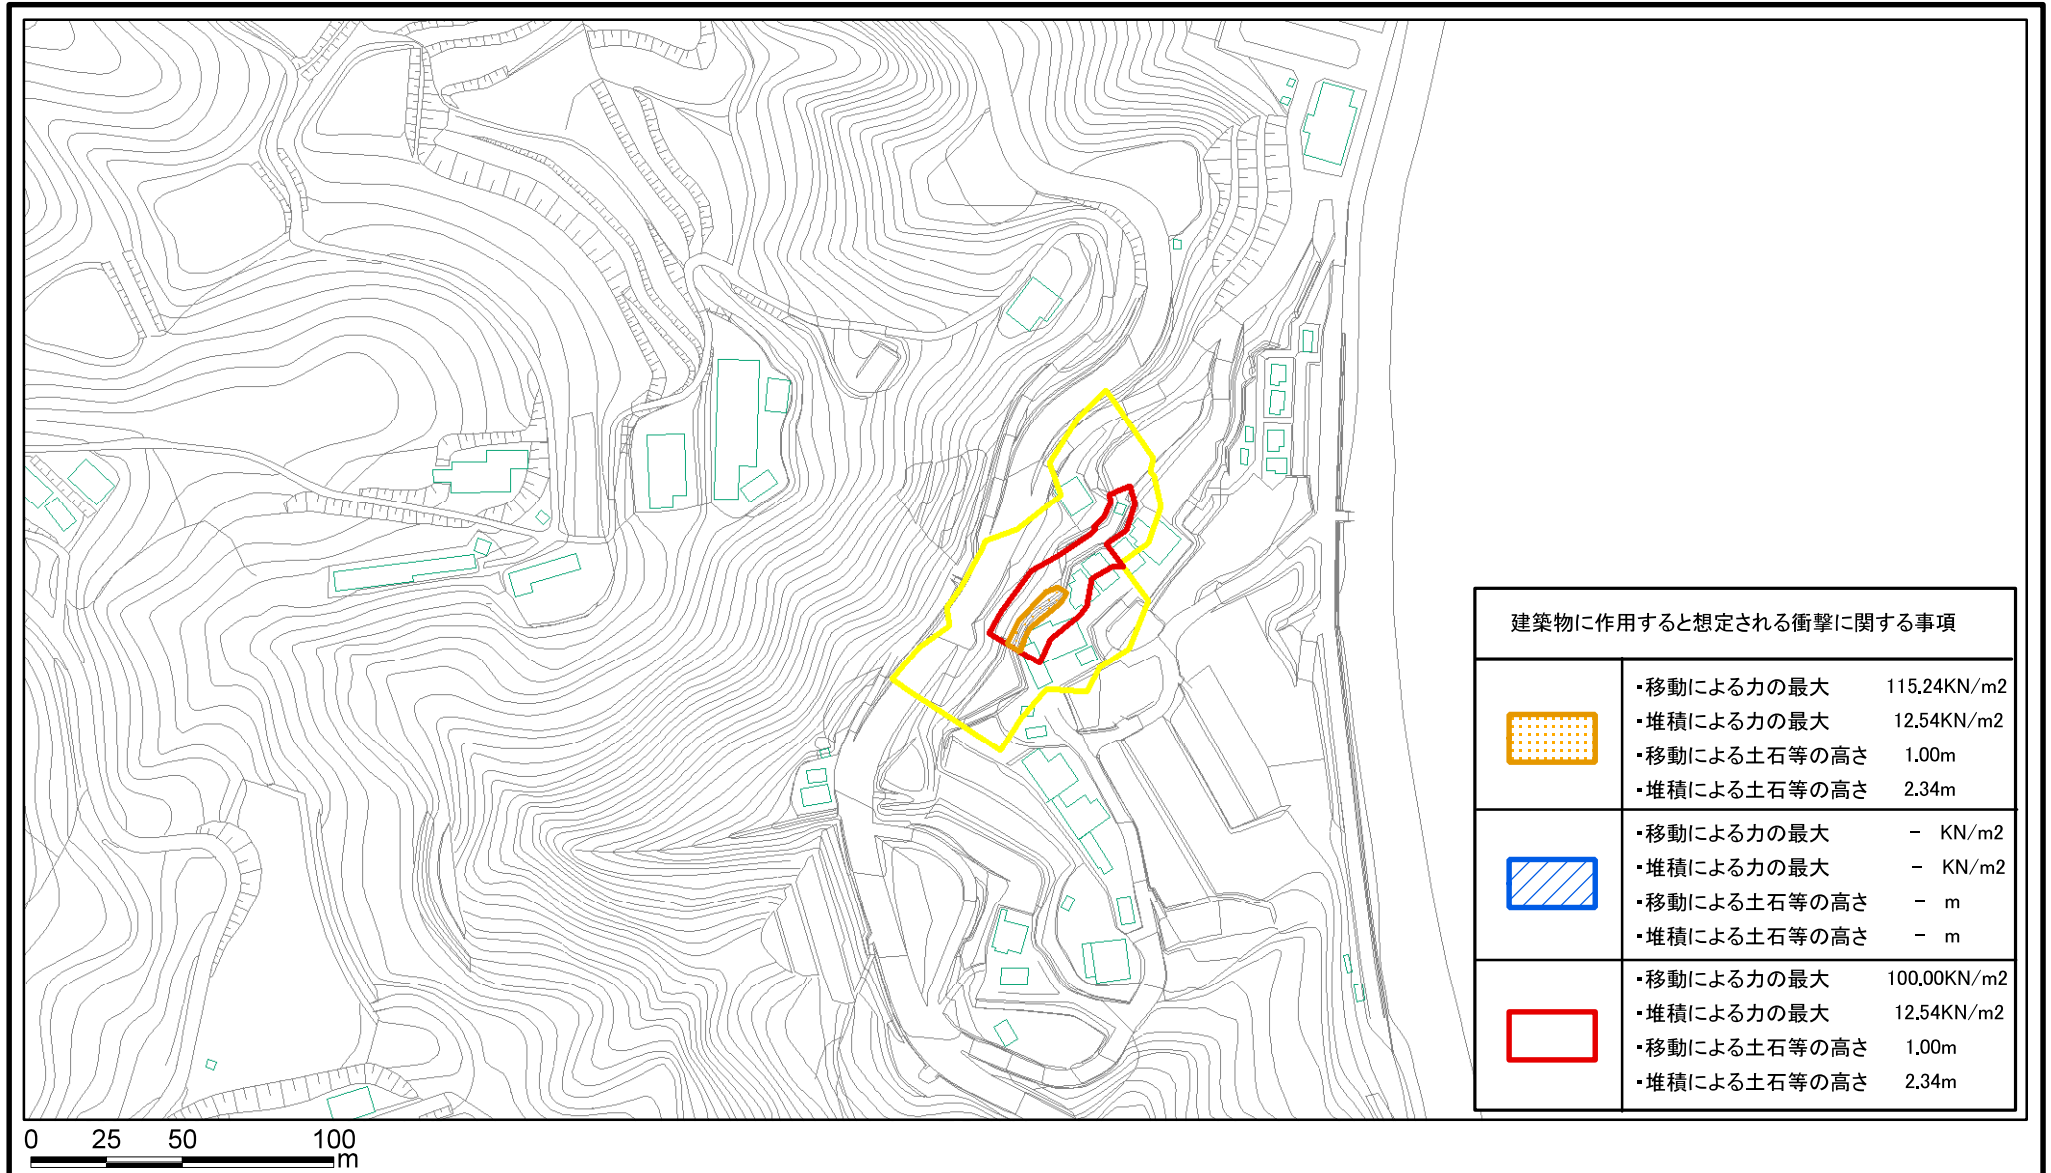 建築物に作用すると想定される衝撃に関する事項
・移動による力の最大 115.24KN/m2
・堆積による力の最大 12.54KN/m2
・移動による土石等の高さ 1.00m
・堆積による土石等の高さ 2.34m
・移動による力の最大 － KN/m2
・堆積による力の最大 － KN/m2
・移動による土石等の高さ － m
・堆積による土石等の高さ － m
・移動による力の最大 100.00KN/m2
・堆積による力の最大 12.54KN/m2
・移動による土石等の高さ 1.00m
・堆積による土石等の高さ 2.34m
0 25 50 100
m